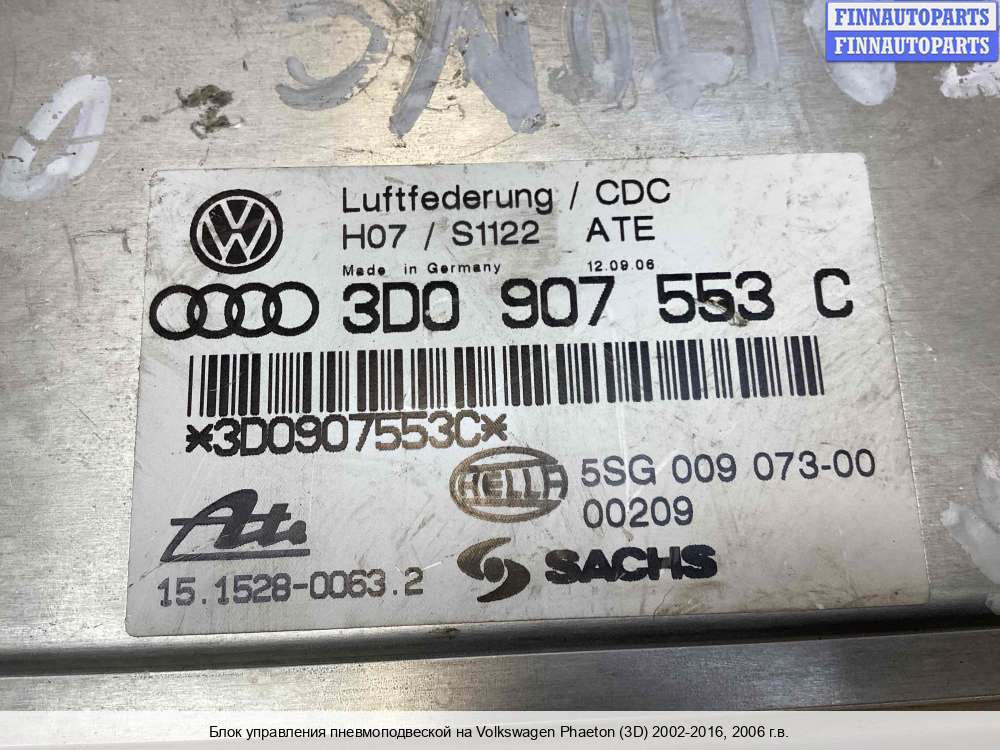 FINNAUTOPARTS
FINNAUTOPARTS
Luftfederung / CDC
H07 / S1122 ATE
Made in Germany 12.09.06
3D0 907 553 C
*3D0907553C*
HELLA 5SG 009 073-00
00209
Ate
SACHS
15.1528-0063.2
Блок управления пневмоподвеской на Volkswagen Phaeton (3D) 2002-2016, 2006 г.в.